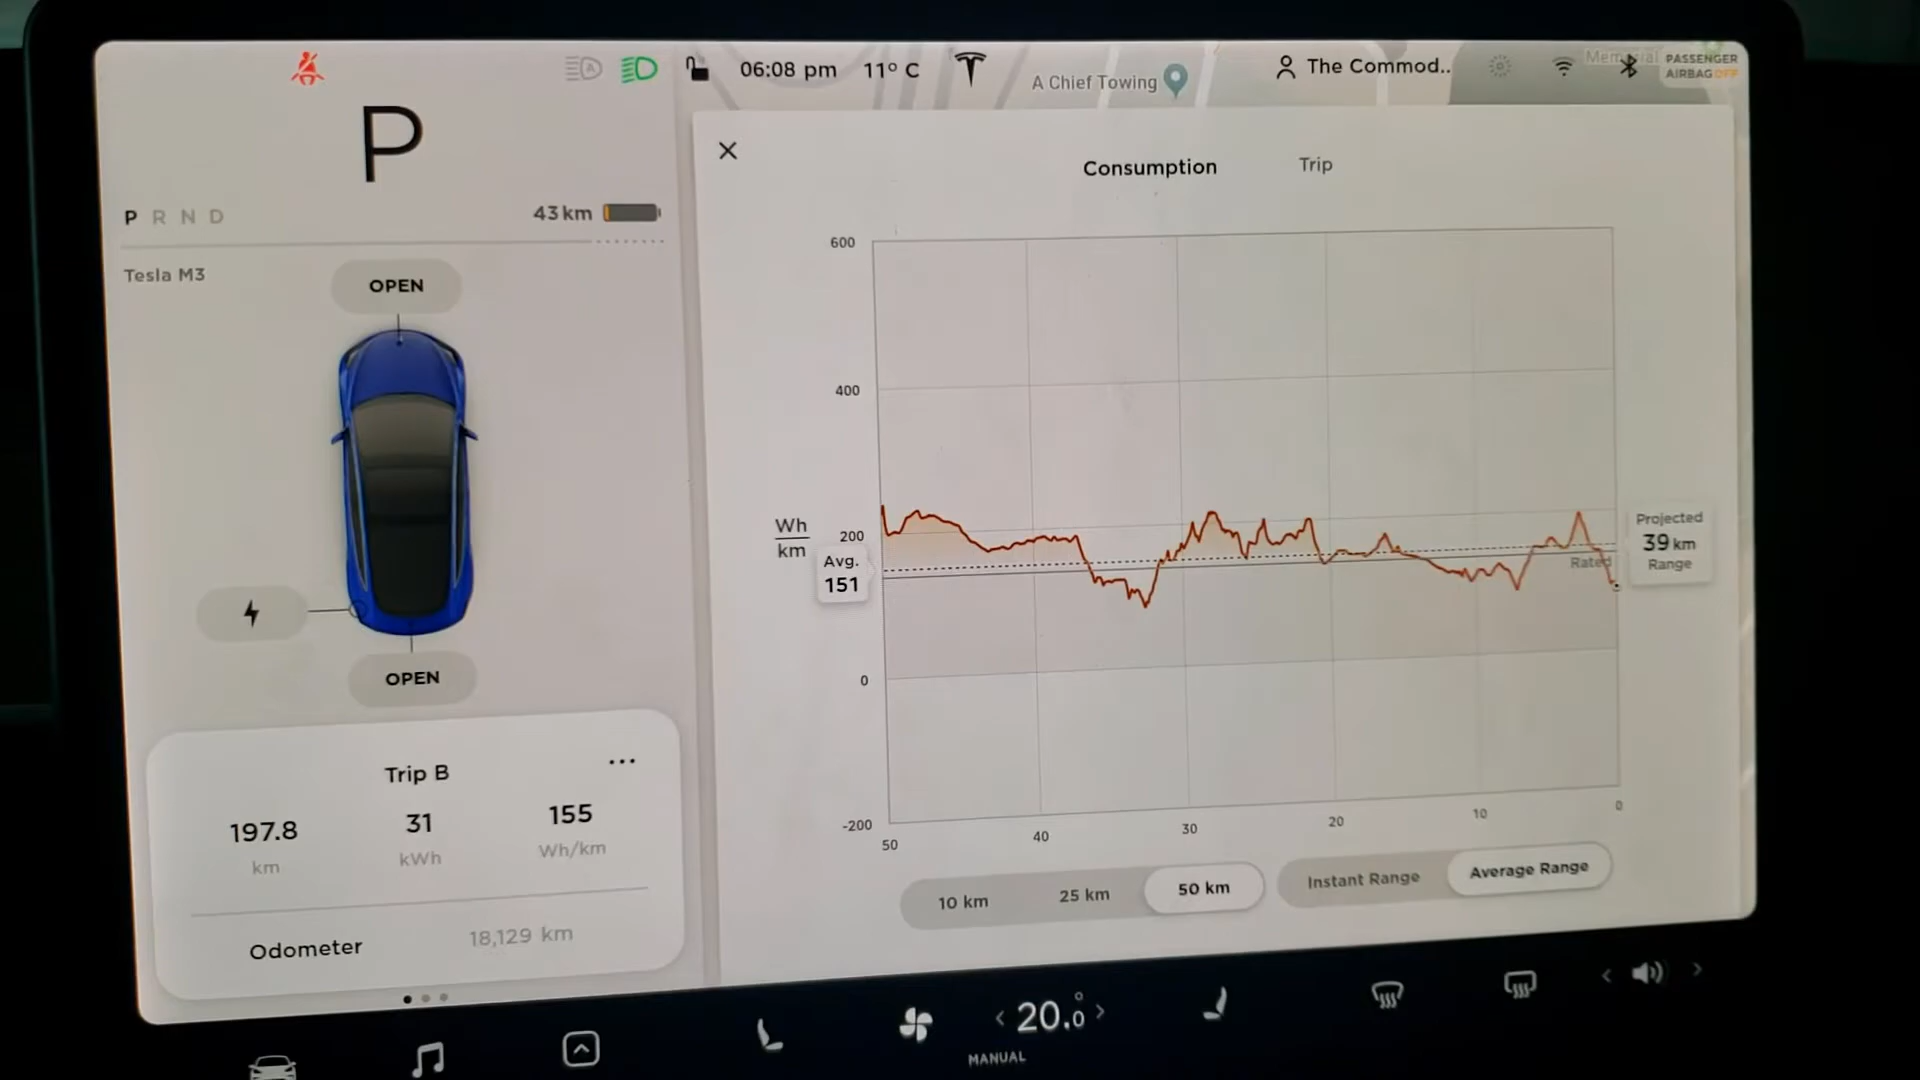 06:08 pm
11° C
A Chief Towing
The Commod..
PASSENGER
AIRBAG OFF
P
P R N D
43 km
Tesla M3
OPEN
OPEN
Trip B
...
197.8
31
155
km
kWh
Wh/km
Odometer
18,129 km
Consumption
Trip
600
400
200
0
-200
Wh
km
Avg.
151
Rated
Projected
39 km
Range
50
40
30
20
10
0
10 km
25 km
50 km
Instant Range
Average Range
20.0
MANUAL